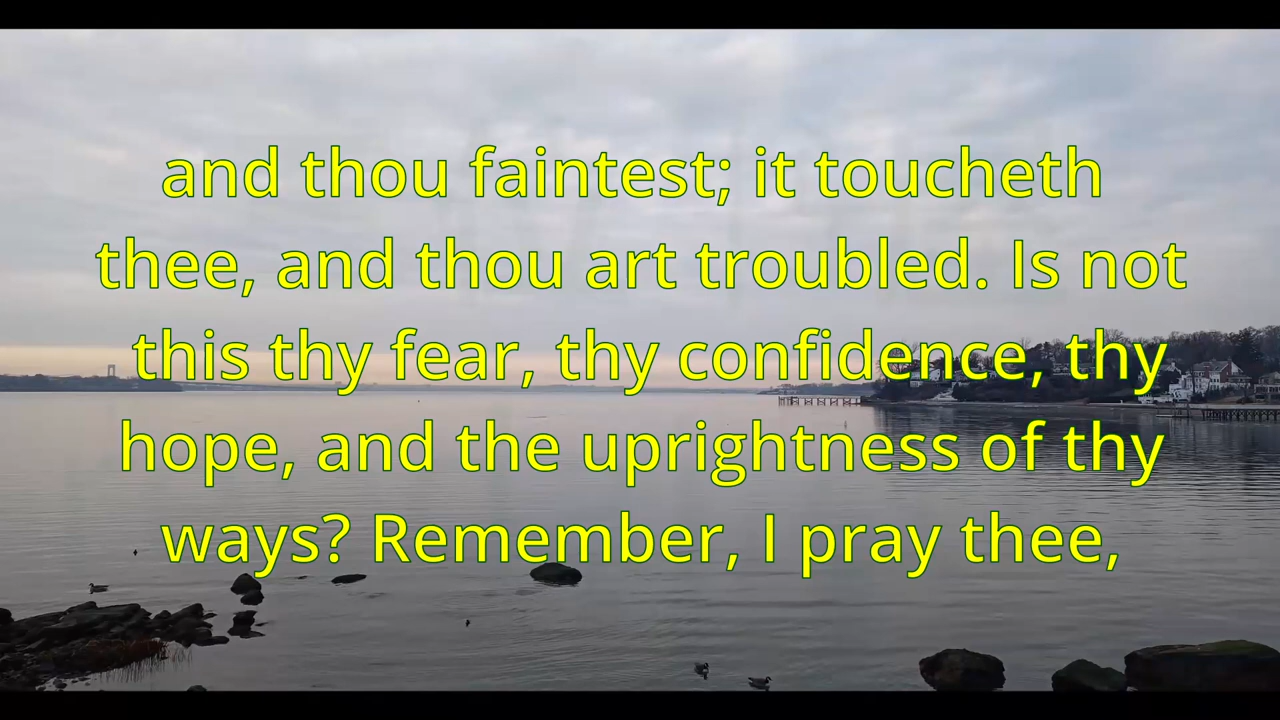 and thou faintest; it toucheth
thee, and thou art troubled. Is not
this thy fear, thy confidence, thy
hope, and the uprightness of thy
ways? Remember, I pray thee,